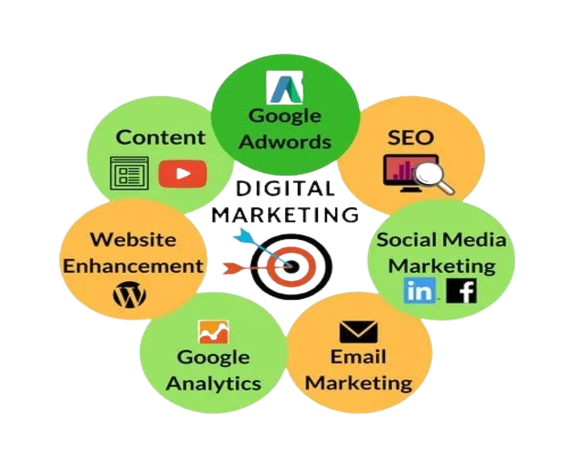 Google
Adwords
Content
SEO
DIGITAL
MARKETING
Website
Enhancement
Social Media
Marketing
in
f
Google
Analytics
Email
Marketing